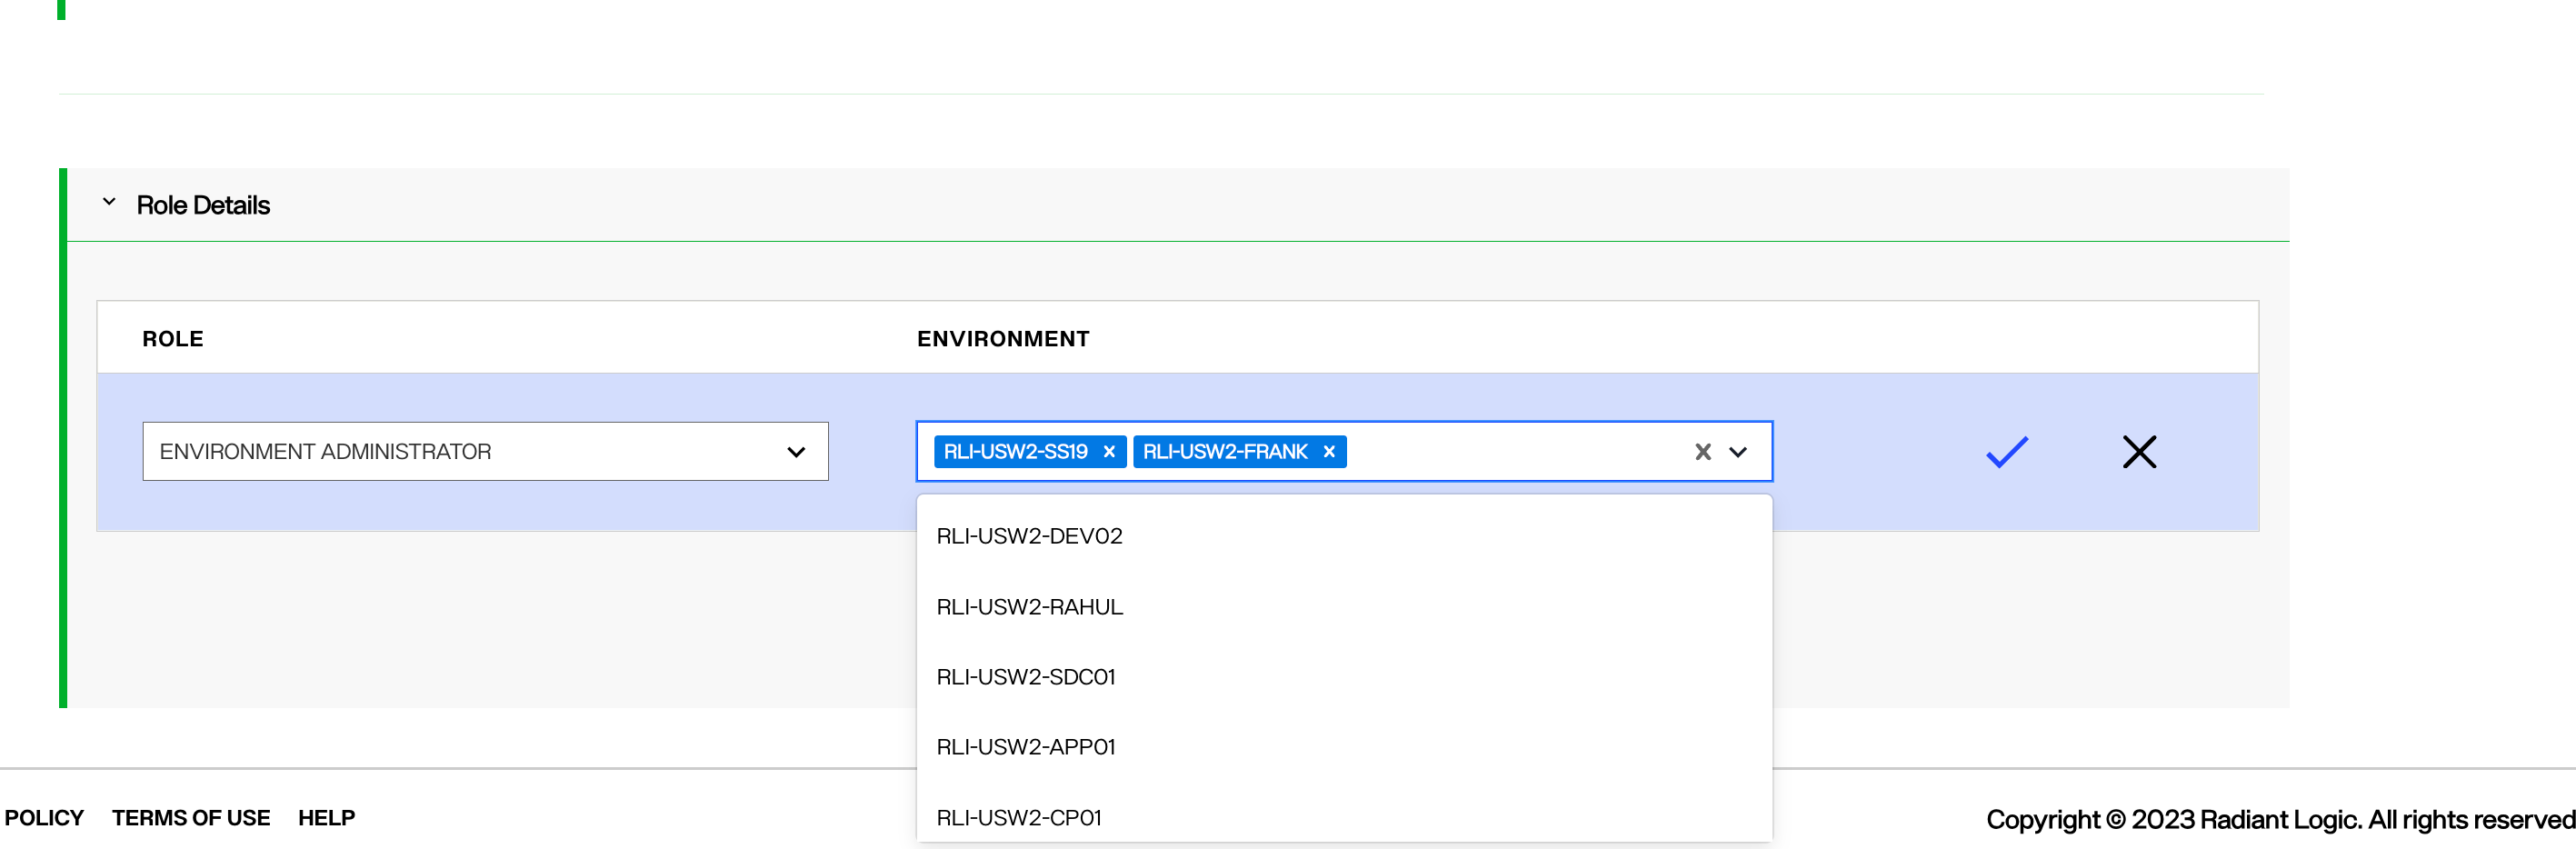 Role Details
ROLE ENVIRONMENT
ENVIRONMENT ADMINISTRATOR RLI-USW2-SS19 RLI-USW2-FRANK
RLI-USW2-DEV02
RLI-USW2-RAHUL
RLI-USW2-SDC01
RLI-USW2-APP01
RLI-USW2-CP01
POLICY TERMS OF USE HELP Copyright © 2023 Radiant Logic. All rights reserved